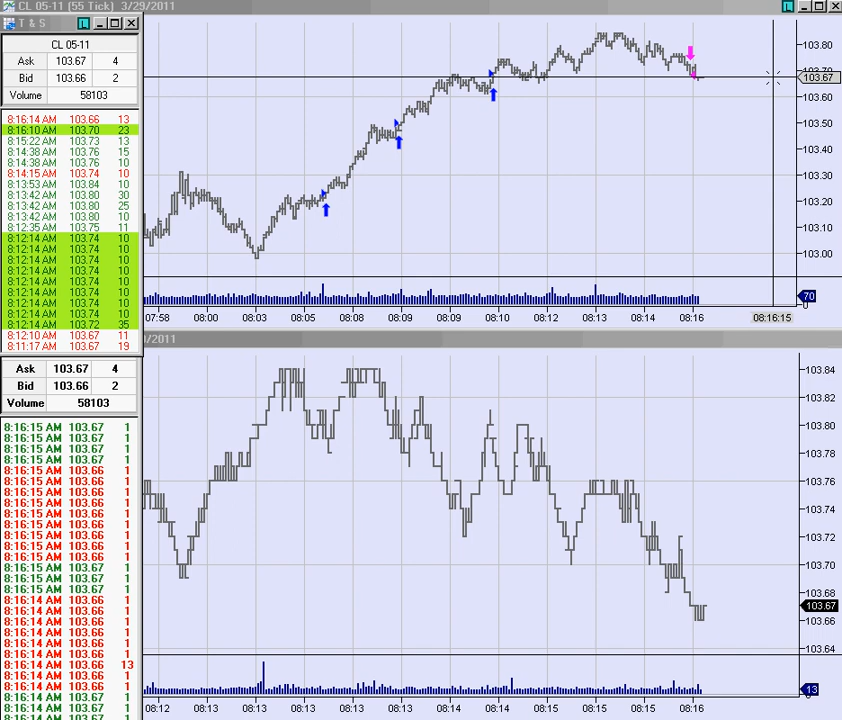 CL 05-11 (55 Tick) 3/29/2011
T & S
CL 05-11
Ask 103.67 4
Bid 103.66 2
Volume 58103
8:16:14 AM 103.66 13
8:16:10 AM 103.70 23
8:15:22 AM 103.73 13
8:14:38 AM 103.76 15
8:14:38 AM 103.76 10
8:14:15 AM 103.74 10
8:13:53 AM 103.84 10
8:13:42 AM 103.80 30
8:13:42 AM 103.80 25
8:13:42 AM 103.80 10
8:12:35 AM 103.75 11
8:12:14 AM 103.74 10
8:12:14 AM 103.74 10
8:12:14 AM 103.74 10
8:12:14 AM 103.74 10
8:12:14 AM 103.74 10
8:12:14 AM 103.74 10
8:12:14 AM 103.74 10
8:12:14 AM 103.74 10
8:12:14 AM 103.72 35
8:12:10 AM 103.67 11
8:11:17 AM 103.67 19
103.80
103.70
103.67
103.60
103.50
103.40
103.30
103.20
103.10
103.00
70
0
07:58 08:00 08:03 08:05 08:08 08:09 08:09 08:10 08:12 08:13 08:14 08:16 08:16:15
/2011
Ask 103.67 4
Bid 103.66 2
Volume 58103
8:16:15 AM 103.67 1
8:16:15 AM 103.67 1
8:16:15 AM 103.67 1
8:16:15 AM 103.67 1
8:16:15 AM 103.66 1
8:16:15 AM 103.66 1
8:16:15 AM 103.66 1
8:16:15 AM 103.66 1
8:16:15 AM 103.66 1
8:16:15 AM 103.66 1
8:16:15 AM 103.66 1
8:16:15 AM 103.66 1
8:16:15 AM 103.66 1
8:16:15 AM 103.67 1
8:16:15 AM 103.67 1
8:16:15 AM 103.67 1
8:16:14 AM 103.66 1
8:16:14 AM 103.66 1
8:16:14 AM 103.66 1
8:16:14 AM 103.66 1
8:16:14 AM 103.66 1
8:16:14 AM 103.66 1
8:16:14 AM 103.66 13
8:16:14 AM 103.66 1
8:16:14 AM 103.66 1
8:16:14 AM 103.67 1
8:16:14 AM 103.67 1
103.84
103.82
103.80
103.78
103.76
103.74
103.72
103.70
103.68
103.67
103.66
103.64
13
08:12 08:13 08:13 08:13 08:13 08:13 08:14 08:14 08:15 08:15 08:15 08:16